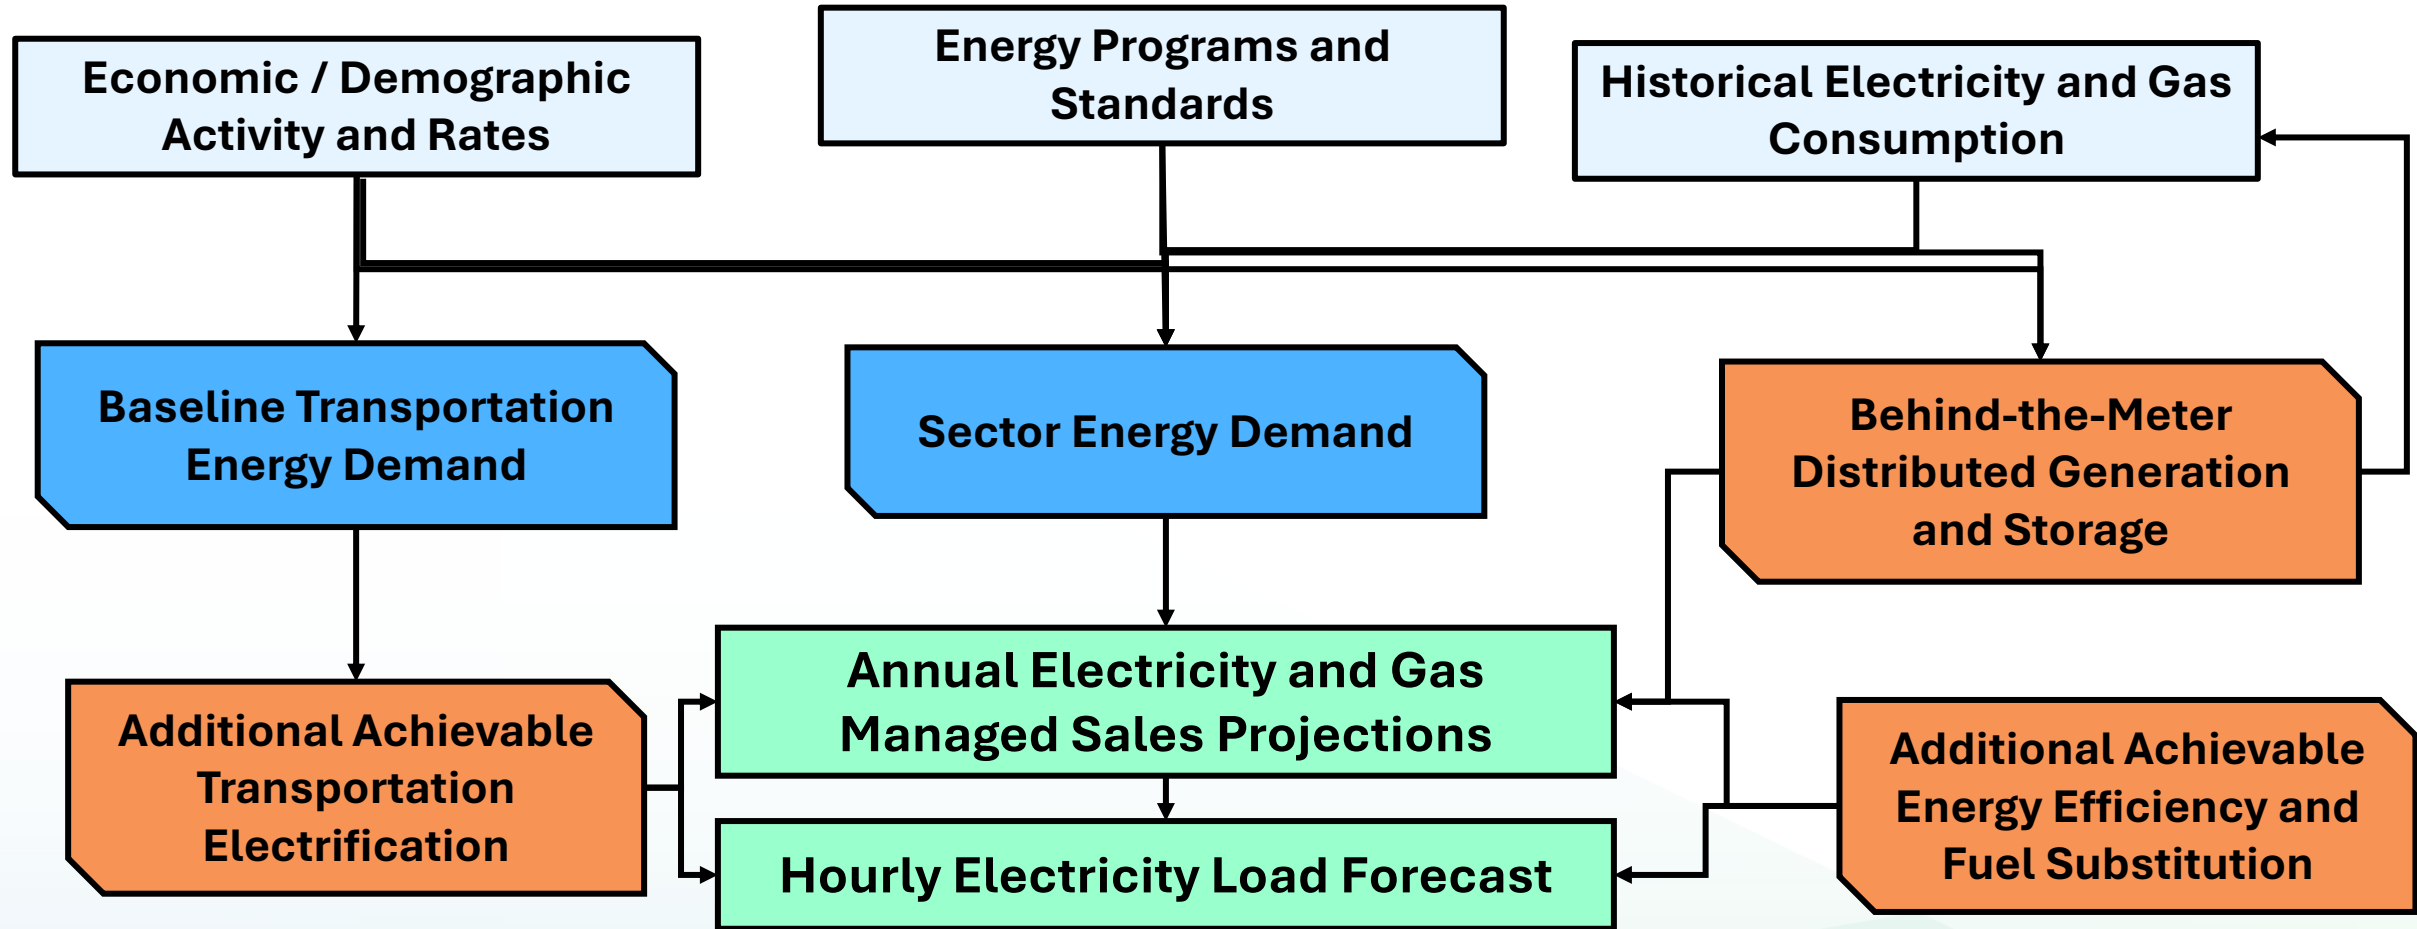 Economic / Demographic
Activity and Rates
Energy Programs and
Standards
Historical Electricity and Gas
Consumption
Baseline Transportation
Energy Demand
Sector Energy Demand
Behind-the-Meter
Distributed Generation
and Storage
Additional Achievable
Transportation
Electrification
Annual Electricity and Gas
Managed Sales Projections
Hourly Electricity Load Forecast
Additional Achievable
Energy Efficiency and
Fuel Substitution